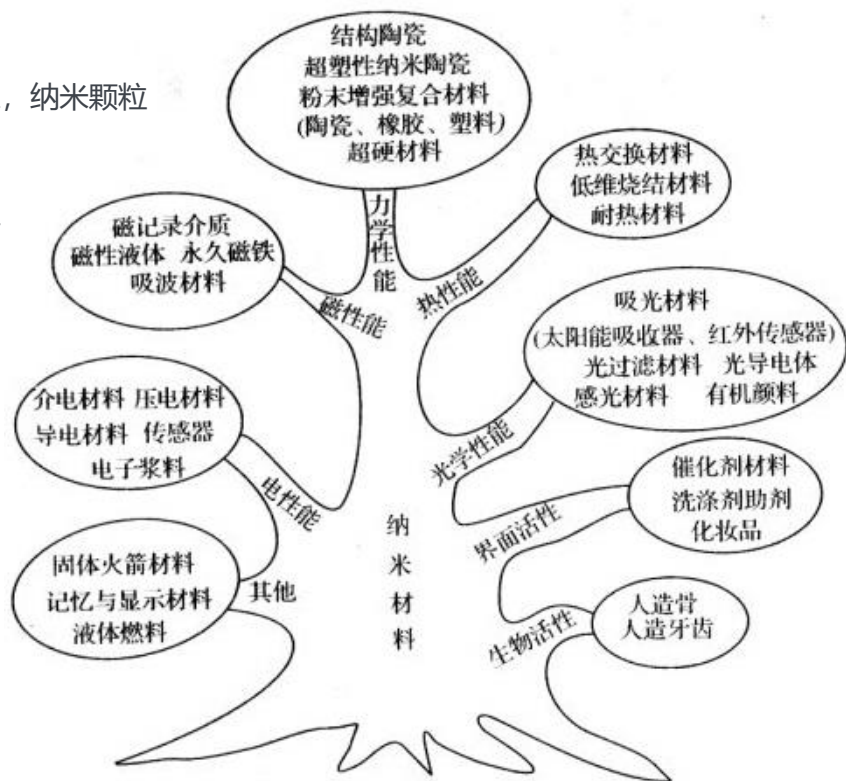 ，纳米颗粒
结构陶瓷
超塑性纳米陶瓷
粉末增强复合材料
(陶瓷、橡胶、塑料)
超硬材料
力学性能
热交换材料
低维烧结材料
耐热材料
热性能
磁记录介质
磁性液体 永久磁铁
吸波材料
磁性能
吸光材料
(太阳能吸收器、红外传感器)
光过滤材料 光导电体
感光材料 有机颜料
光学性能
介电材料 压电材料
导电材料 传感器
电子浆料
电性能
催化剂材料
洗涤剂助剂
化妆品
界面活性
固体火箭材料
记忆与显示材料
液体燃料
其他
人造骨
人造牙齿
生物活性
纳米材料